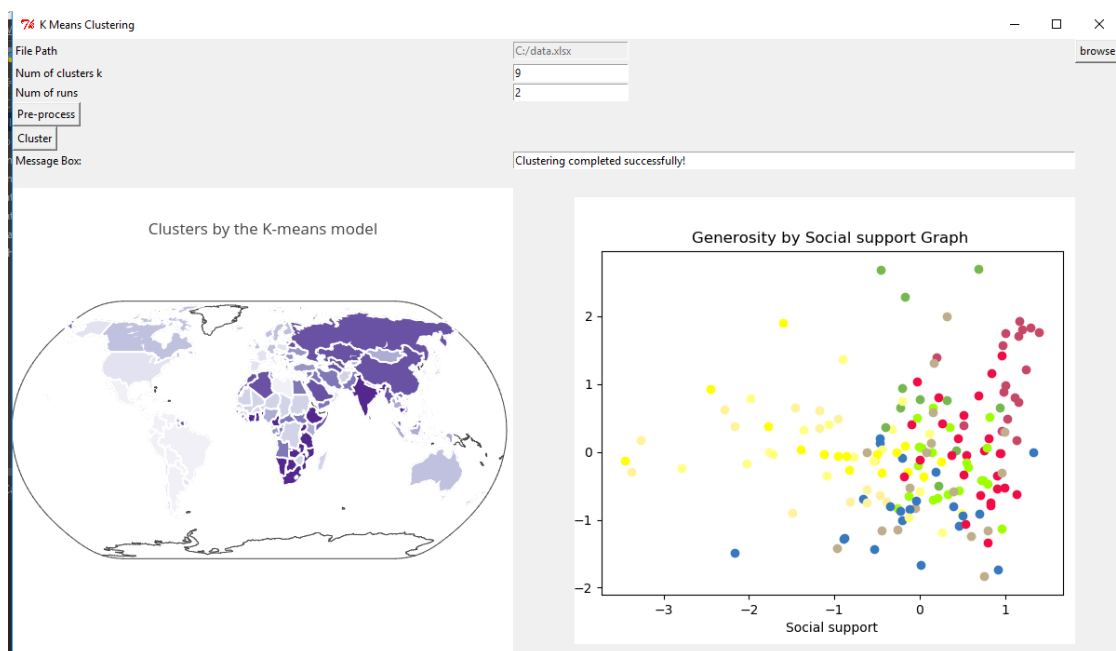 K Means Clustering
File Path C:/data.xlsx browse
Num of clusters k 9
Num of runs 2
Pre-process
Cluster
Message Box: Clustering completed successfully!
Clusters by the K-means model
Generosity by Social support Graph
2
1
0
−1
−2
−3 −2 −1 0 1
Social support